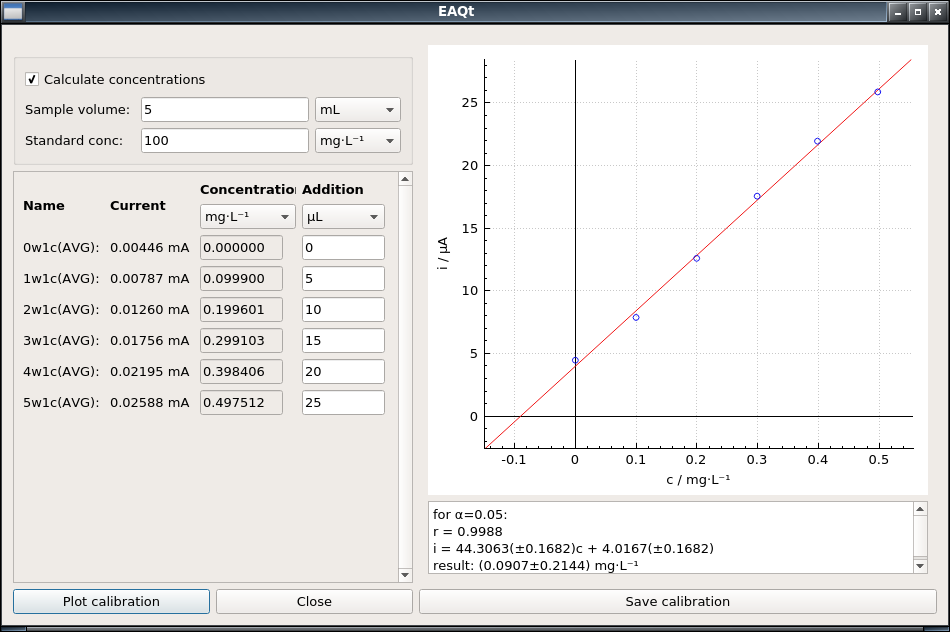 EAQt
Calculate concentrations
Sample volume: 5 mL
Standard conc: 100 mg·L⁻¹
Name Current Concentratio Addition
mg·L⁻¹ µL
0w1c(AVG): 0.00446 mA 0.000000 0
1w1c(AVG): 0.00787 mA 0.099900 5
2w1c(AVG): 0.01260 mA 0.199601 10
3w1c(AVG): 0.01756 mA 0.299103 15
4w1c(AVG): 0.02195 mA 0.398406 20
5w1c(AVG): 0.02588 mA 0.497512 25
i / µA
25
20
15
10
5
0
-0.1 0 0.1 0.2 0.3 0.4 0.5
c / mg·L⁻¹
for α=0.05:
r = 0.9988
i = 44.3063(±0.1682)c + 4.0167(±0.1682)
result: (0.0907±0.2144) mg·L⁻¹
Plot calibration Close Save calibration